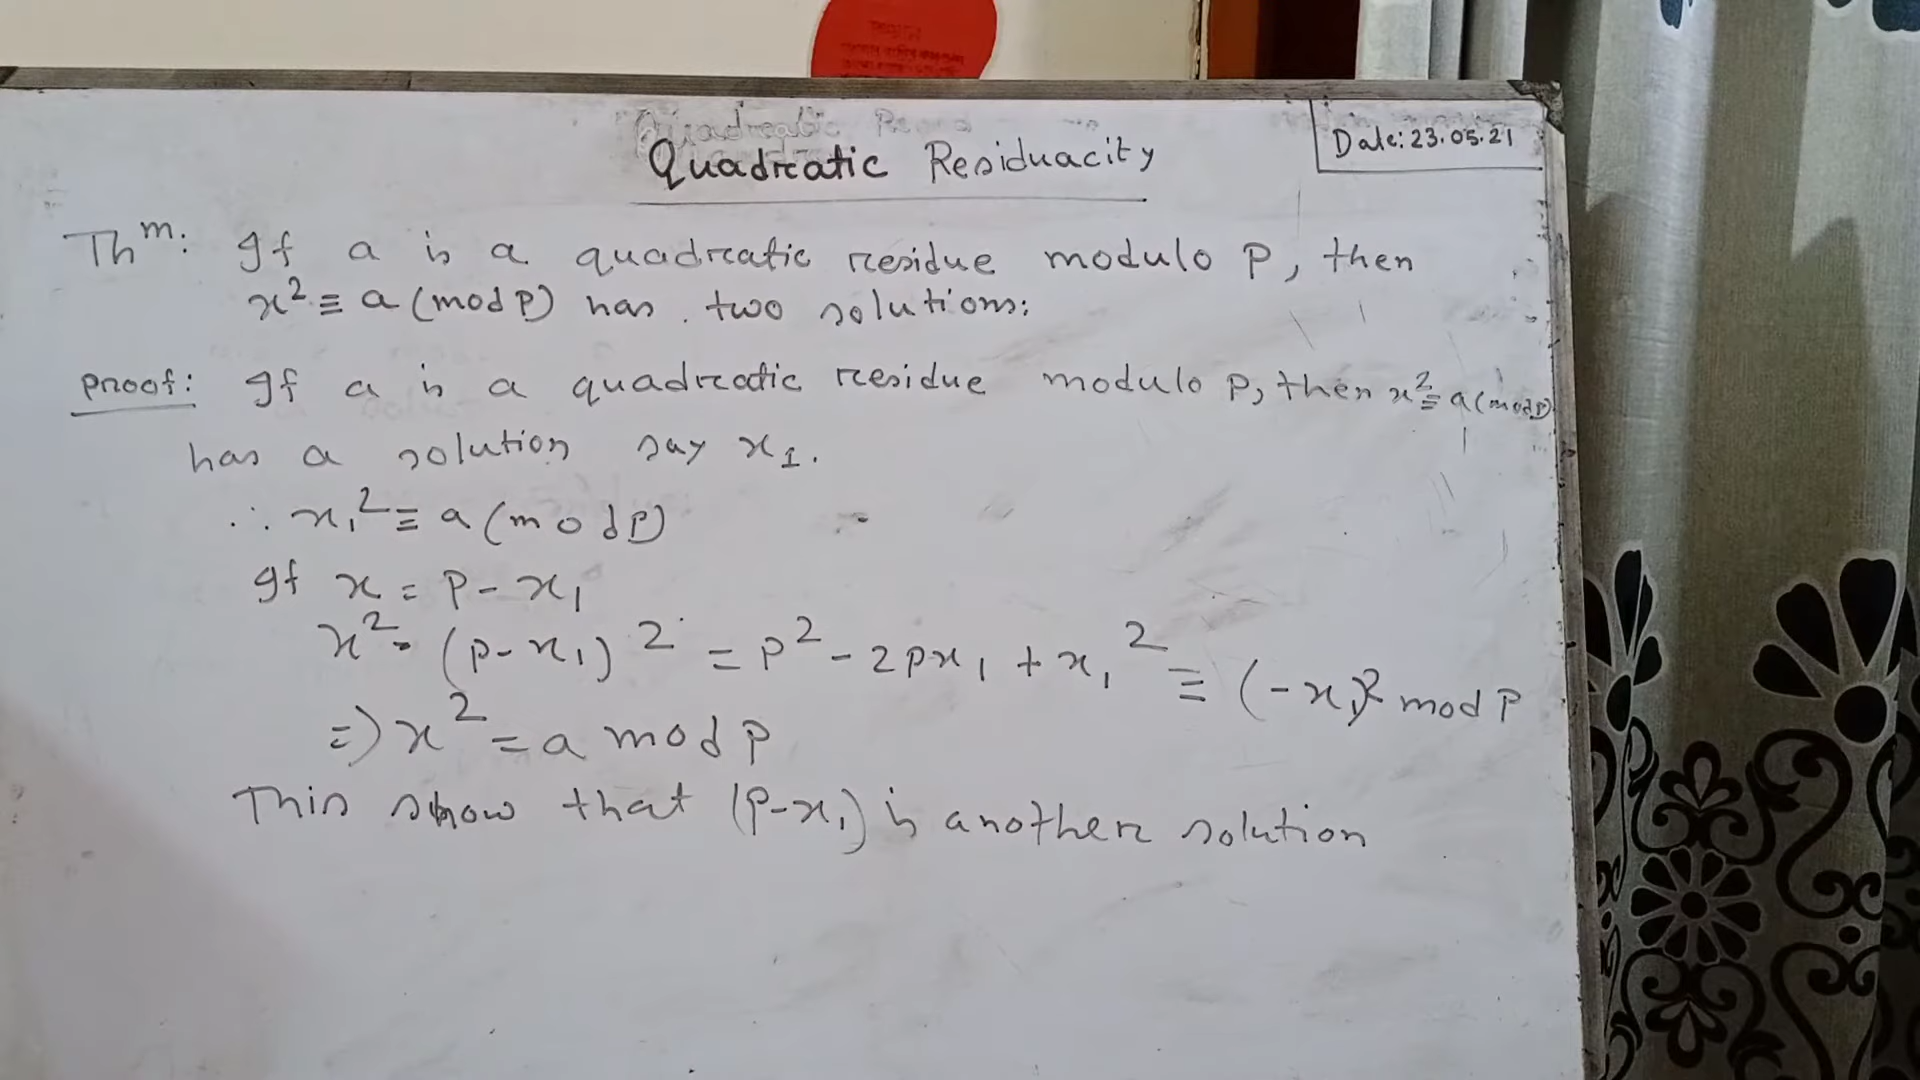 Quadratic Residuacity
Date: 23.05.21
Thm: If a is a quadratic residue modulo p, then
x² ≡ a (mod p) has two solutions:
Proof: If a is a quadratic residue modulo p, then x² ≡ a (mod p)
has a solution say x₁.
∴ x₁² ≡ a (mod p)
If x = p - x₁
x² = (p - x₁)² = p² - 2px₁ + x₁² ≡ (-x₁)² mod p
⇒ x² = a mod p
This show that (p - x₁) is another solution